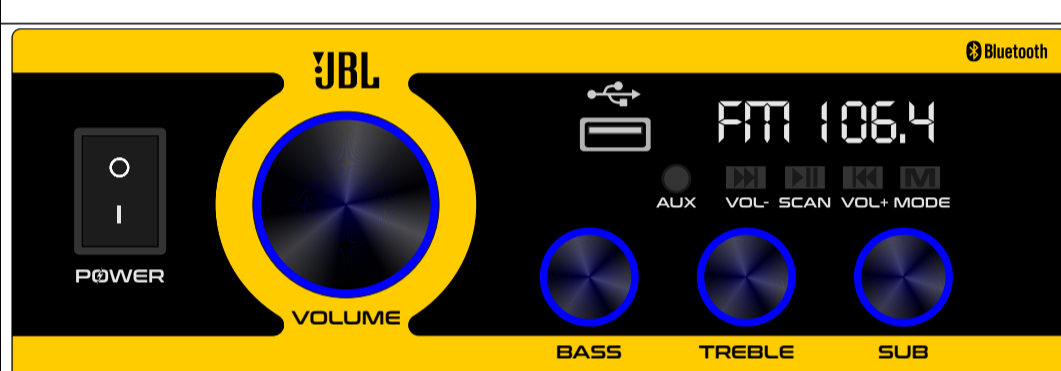 JBL
Bluetooth
FM 106.4
AUX VOL- SCAN VOL+ MODE
O
I
POWER
VOLUME
BASS TREBLE SUB
M